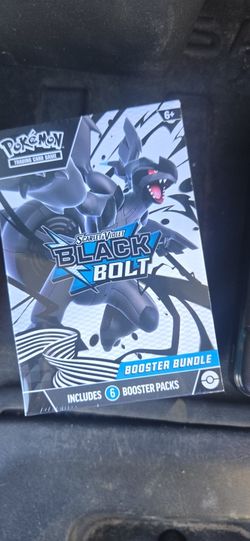 6+
POKÉMON
TRADING CARD GAME
SCARLET & VIOLET
BLACK
BOLT
BOOSTER BUNDLE
INCLUDES 6 BOOSTER PACKS